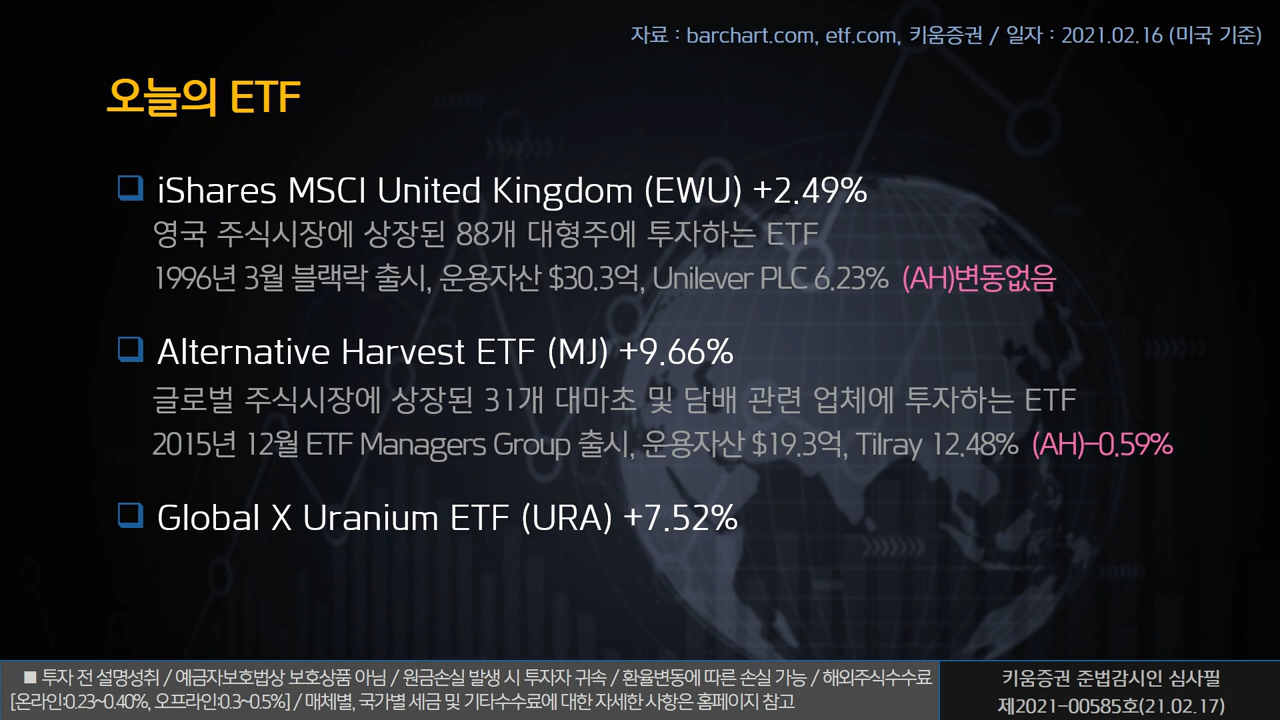 자료 : barchart.com, etf.com, 키움증권 / 일자 : 2021.02.16 (미국 기준)
오늘의 ETF
❑ iShares MSCI United Kingdom (EWU) +2.49%
영국 주식시장에 상장된 88개 대형주에 투자하는 ETF
1996년 3월 블랙락 출시, 운용자산 $30.3억, Unilever PLC 6.23% (AH)변동없음
❑ Alternative Harvest ETF (MJ) +9.66%
글로벌 주식시장에 상장된 31개 대마초 및 담배 관련 업체에 투자하는 ETF
2015년 12월 ETF Managers Group 출시, 운용자산 $19.3억, Tilray 12.48% (AH)-0.59%
❑ Global X Uranium ETF (URA) +7.52%
■ 투자 전 설명성취 / 예금자보호법상 보호상품 아님 / 원금손실 발생 시 투자자 귀속 / 환율변동에 따른 손실 가능 / 해외주식수수료
[온라인:0.23~0.40%, 오프라인:0.3~0.5%] / 매체별, 국가별 세금 및 기타수수료에 대한 자세한 사항은 홈페이지 참고
키움증권 준법감시인 심사필
제2021-00585호(21.02.17)